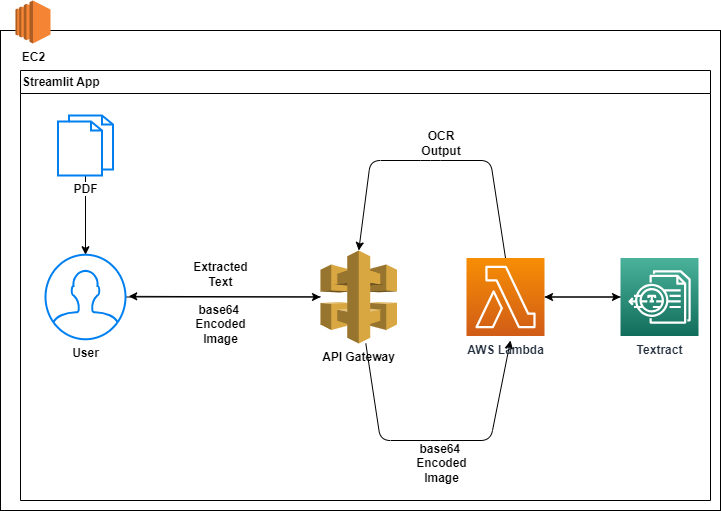 EC2
Streamlit App
OCR
Output
PDF
Extracted
Text
base64
Encoded
Image
User
API Gateway
AWS Lambda
Textract
base64
Encoded
Image